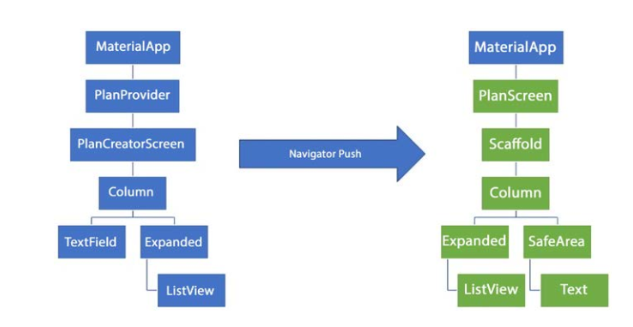 MaterialApp
PlanProvider
PlanCreatorScreen
Column
TextField
Expanded
ListView
Navigator Push
MaterialApp
PlanScreen
Scaffold
Column
Expanded
SafeArea
ListView
Text